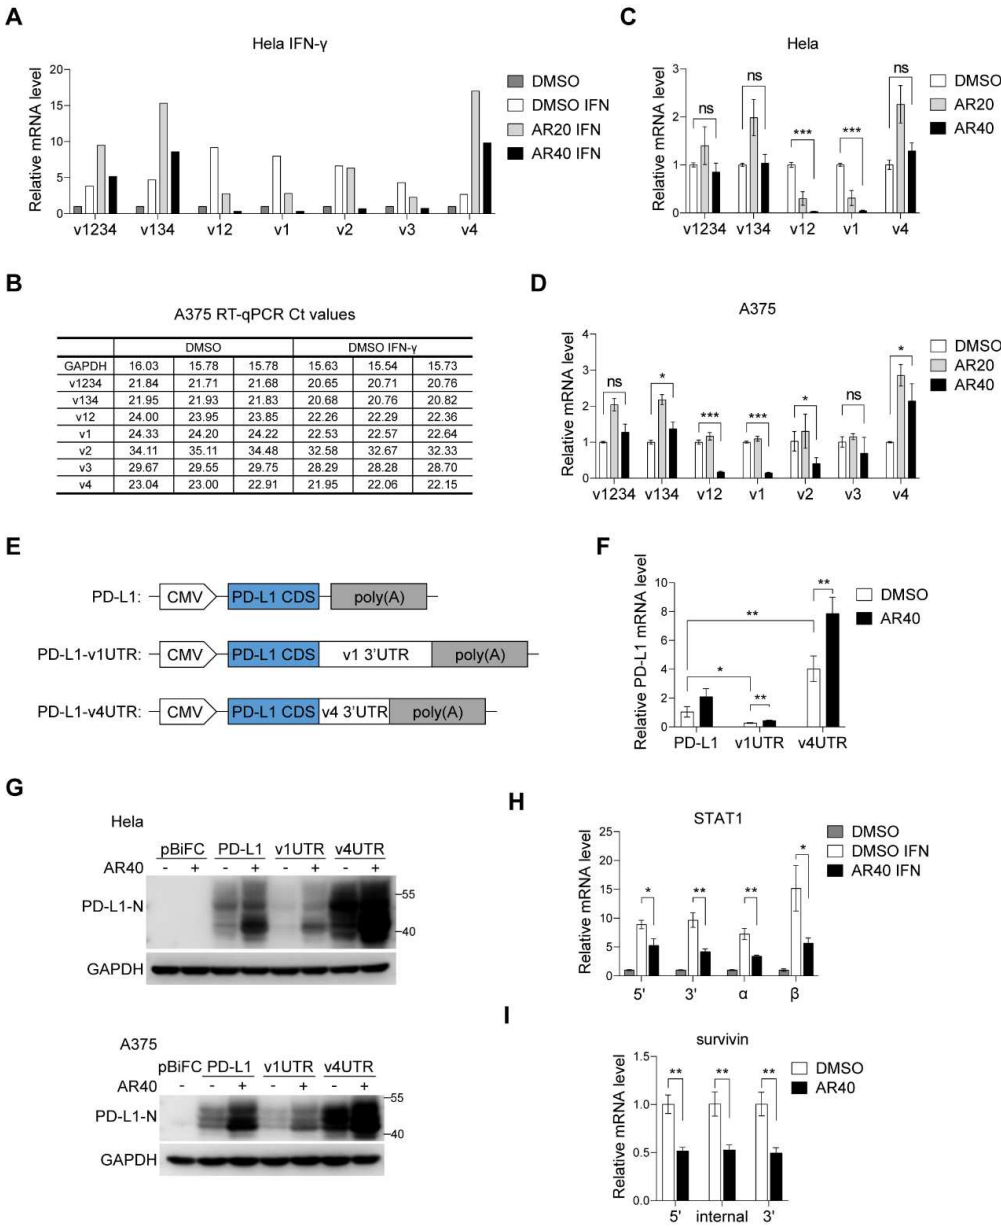 A
Hela IFN-γ
Relative mRNA level
20
15
10
5
0
v1234 v134 v12 v1 v2 v3 v4
DMSO
DMSO IFN
AR20 IFN
AR40 IFN
C
Hela
Relative mRNA level
3
2
1
0
ns ns *** *** ns
v1234 v134 v12 v1 v4
DMSO
AR20
AR40
B
A375 RT-qPCR Ct values
DMSO DMSO IFN-γ
GAPDH 16.03 15.78 15.78 15.63 15.54 15.73
v1234 21.84 21.71 21.68 20.65 20.71 20.76
v134 21.95 21.93 21.83 20.68 20.76 20.82
v12 24.00 23.95 23.85 22.26 22.29 22.36
v1 24.33 24.20 24.22 22.53 22.57 22.64
v2 34.11 35.11 34.48 32.58 32.67 32.33
v3 29.67 29.55 29.75 28.29 28.28 28.70
v4 23.04 23.00 22.91 21.95 22.06 22.15
D
A375
Relative mRNA level
4
3
2
1
0
ns * *** *** * ns *
v1234 v134 v12 v1 v2 v3 v4
DMSO
AR20
AR40
E
PD-L1: CMV PD-L1 CDS poly(A)
PD-L1-v1UTR: CMV PD-L1 CDS v1 3'UTR poly(A)
PD-L1-v4UTR: CMV PD-L1 CDS v4 3'UTR poly(A)
F
Relative PD-L1 mRNA level
10
8
6
4
2
0
** * ** **
PD-L1 v1UTR v4UTR
DMSO
AR40
G
Hela
pBiFC PD-L1 v1UTR v4UTR
AR40 - + - + - + - +
PD-L1-N
55
40
GAPDH
A375
pBiFC PD-L1 v1UTR v4UTR
AR40 - - + - + - +
PD-L1-N
55
40
GAPDH
H
STAT1
Relative mRNA level
25
20
15
10
5
0
* ** ** *
5' 3' α β
DMSO
DMSO IFN
AR40 IFN
I
survivin
Relative mRNA level
1.5
1.0
0.5
0.0
** ** **
5' internal 3'
DMSO
AR40